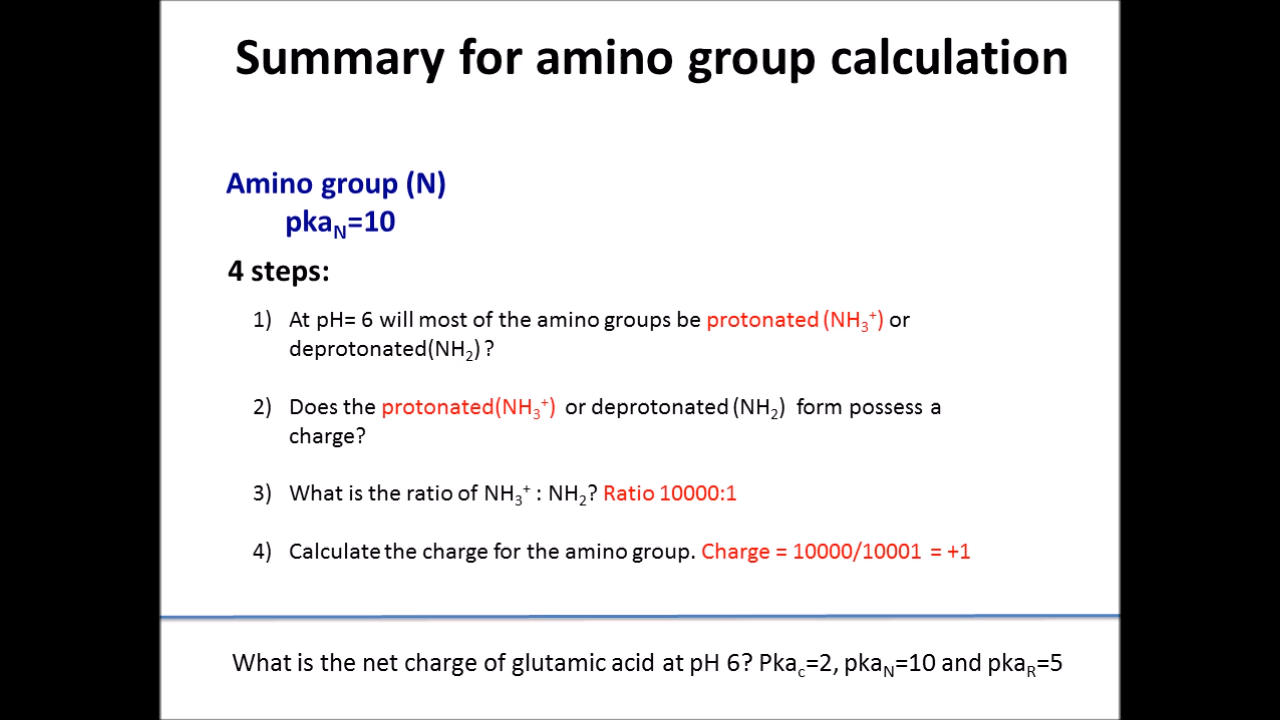 Summary for amino group calculation
Amino group (N)
pka_N=10
4 steps:
1) At pH= 6 will most of the amino groups be protonated (NH₃⁺) or
deprotonated(NH₂) ?
2) Does the protonated(NH₃⁺) or deprotonated (NH₂) form possess a
charge?
3) What is the ratio of NH₃⁺ : NH₂? Ratio 10000:1
4) Calculate the charge for the amino group. Charge = 10000/10001 = +1
What is the net charge of glutamic acid at pH 6? Pka_c=2, pka_N=10 and pka_R=5